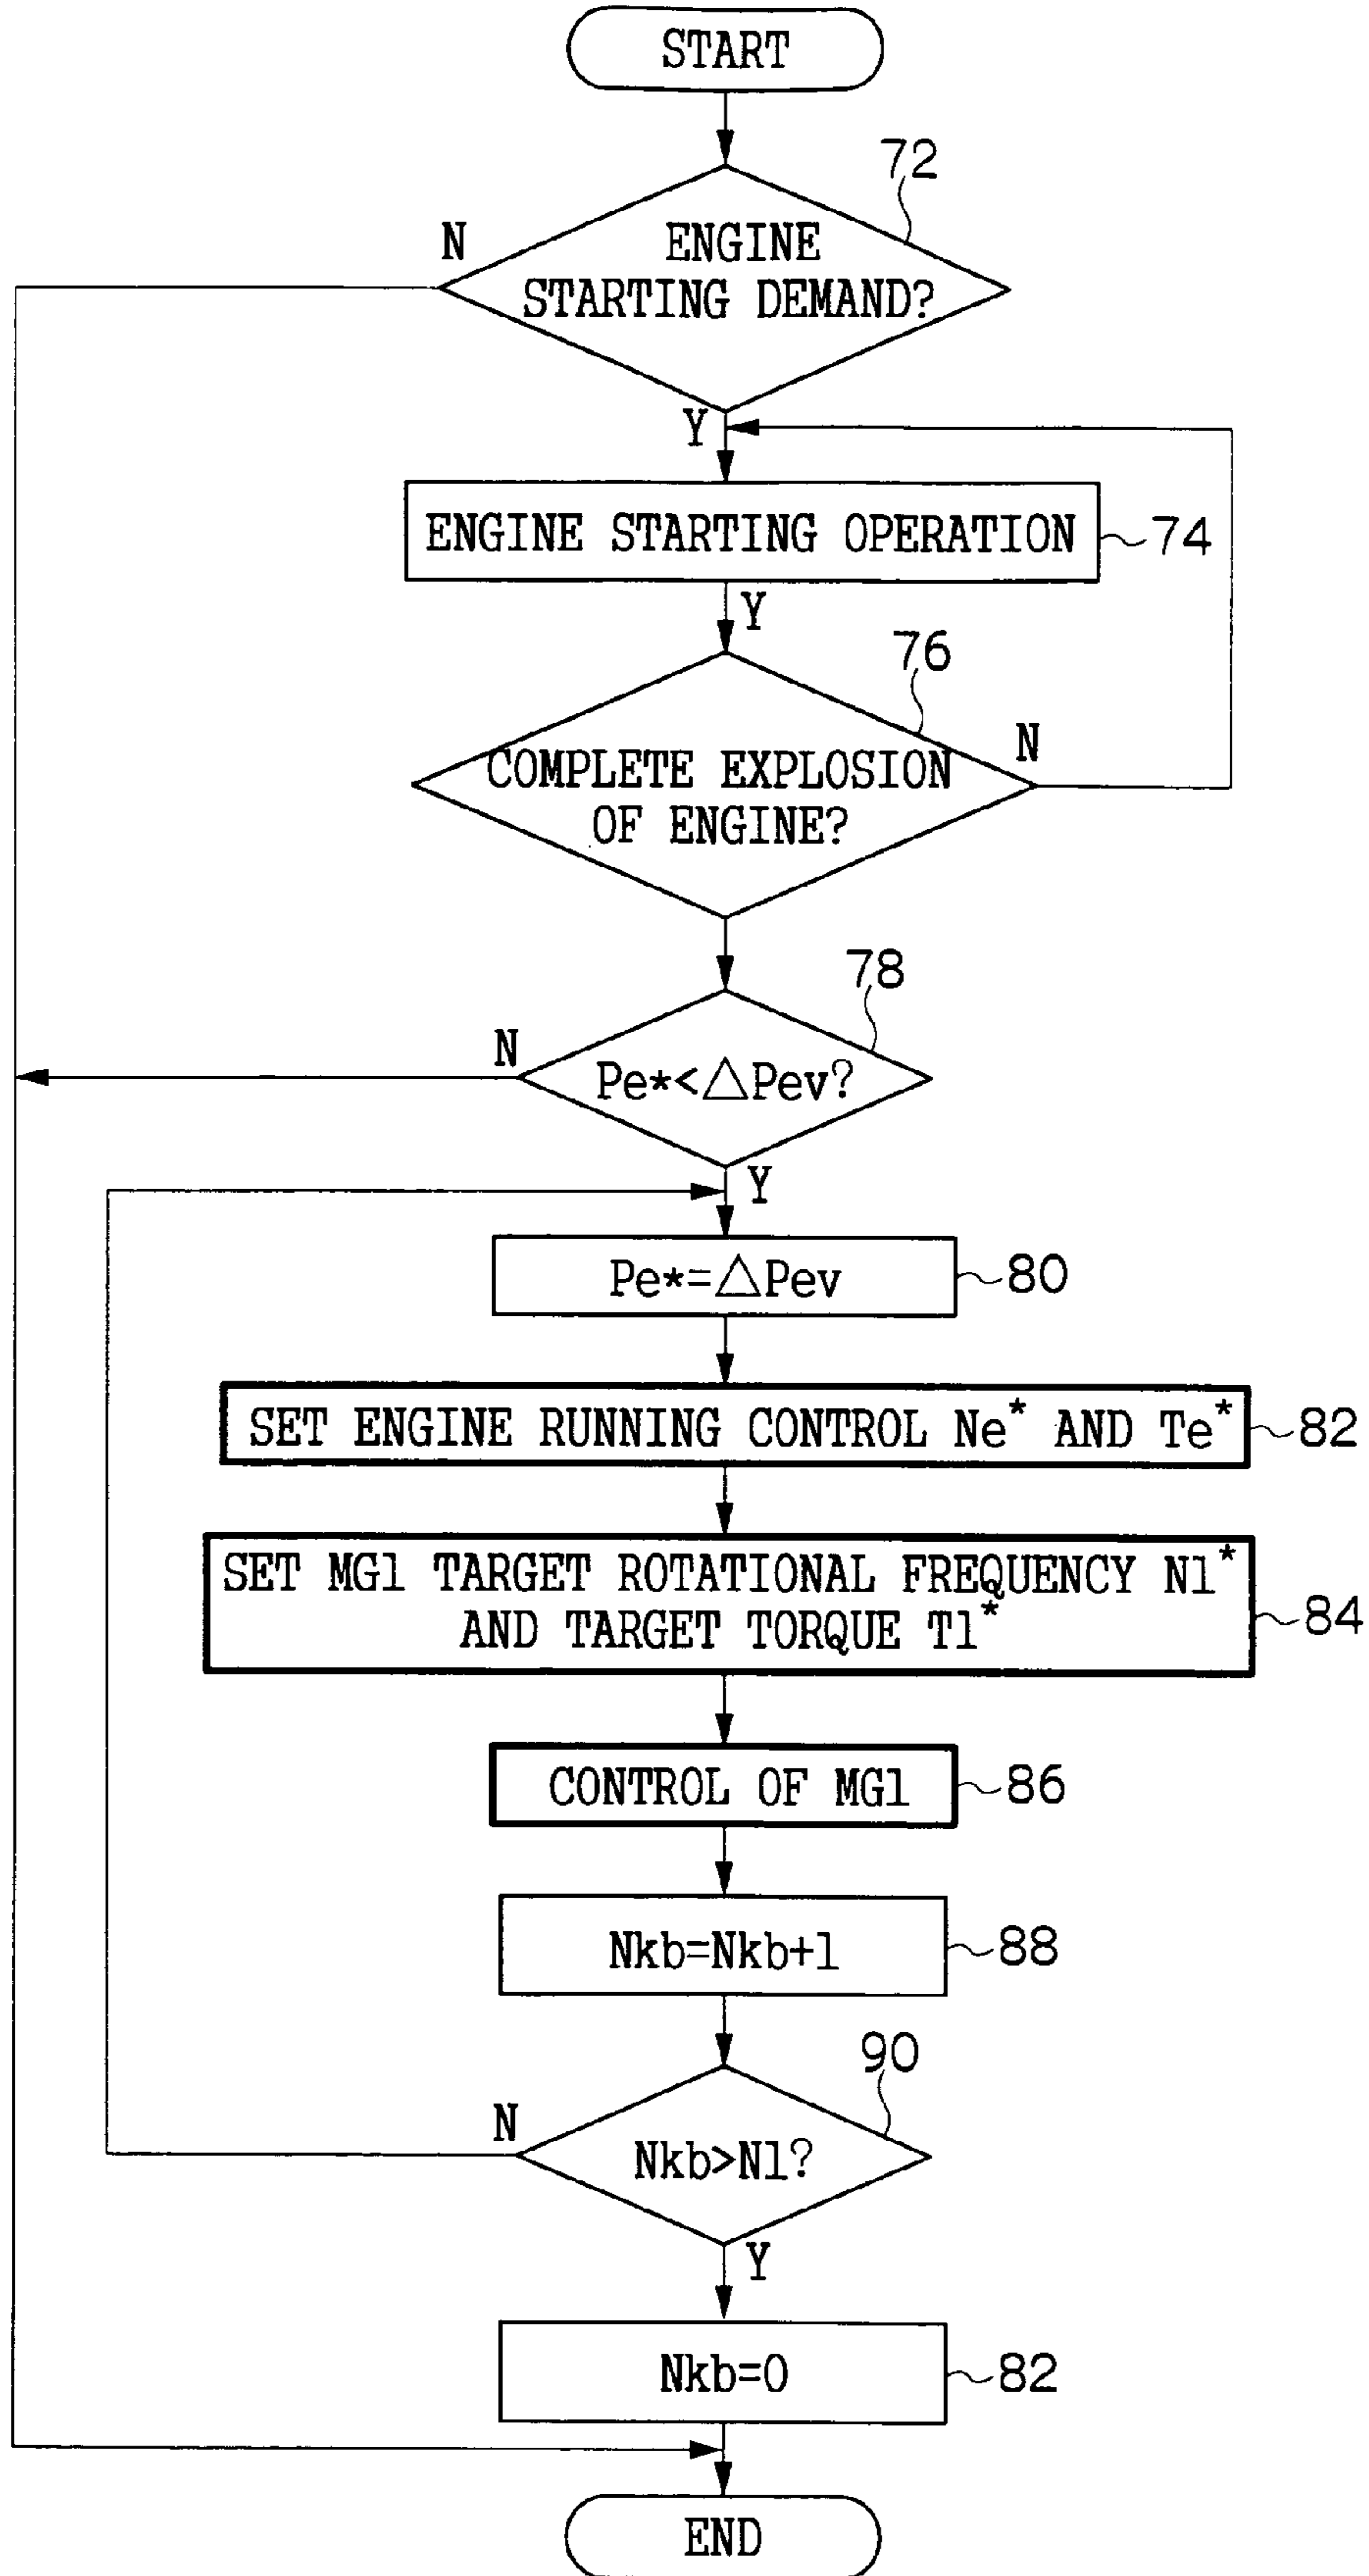 START
72
N
ENGINE
STARTING DEMAND?
Y
ENGINE STARTING OPERATION
74
Y
76
N
COMPLETE EXPLOSION
OF ENGINE?
78
N
Pe*<△Pev?
Y
Pe*=△Pev
80
SET ENGINE RUNNING CONTROL Ne* AND Te*
82
SET MG1 TARGET ROTATIONAL FREQUENCY N1*
AND TARGET TORQUE T1*
84
CONTROL OF MG1
86
Nkb=Nkb+1
88
90
N
Nkb>N1?
Y
Nkb=0
82
END